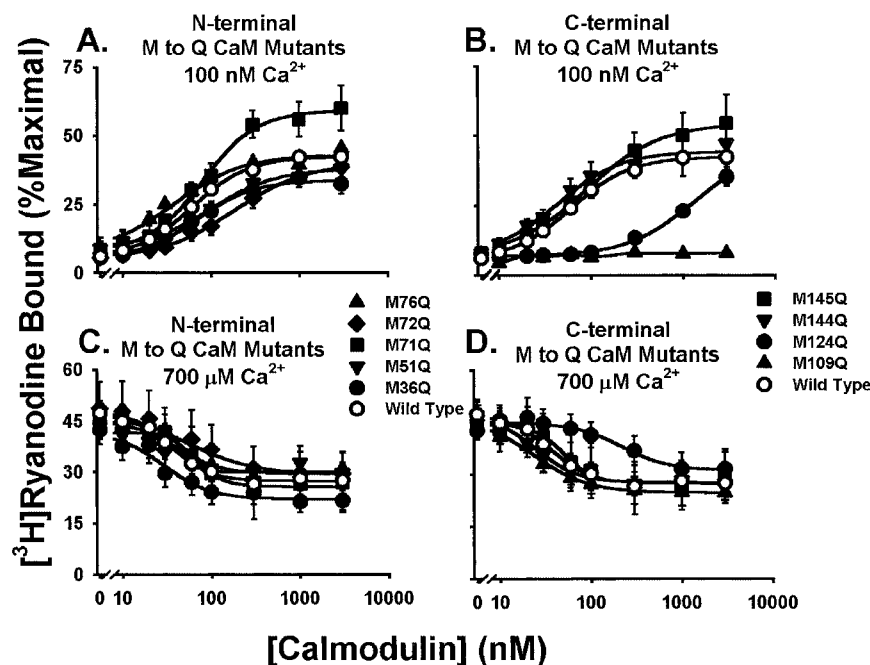 A.
N-terminal
M to Q CaM Mutants
100 nM Ca²⁺
B.
C-terminal
M to Q CaM Mutants
100 nM Ca²⁺
75
50
25
0
[³H]Ryanodine Bound (%Maximal)
C.
N-terminal
M to Q CaM Mutants
700 µM Ca²⁺
M76Q
M72Q
M71Q
M51Q
M36Q
Wild Type
D.
C-terminal
M to Q CaM Mutants
700 µM Ca²⁺
M145Q
M144Q
M124Q
M109Q
Wild Type
60
45
30
15
0
0 10 100 1000 10000
0 10 100 1000 10000
[Calmodulin] (nM)